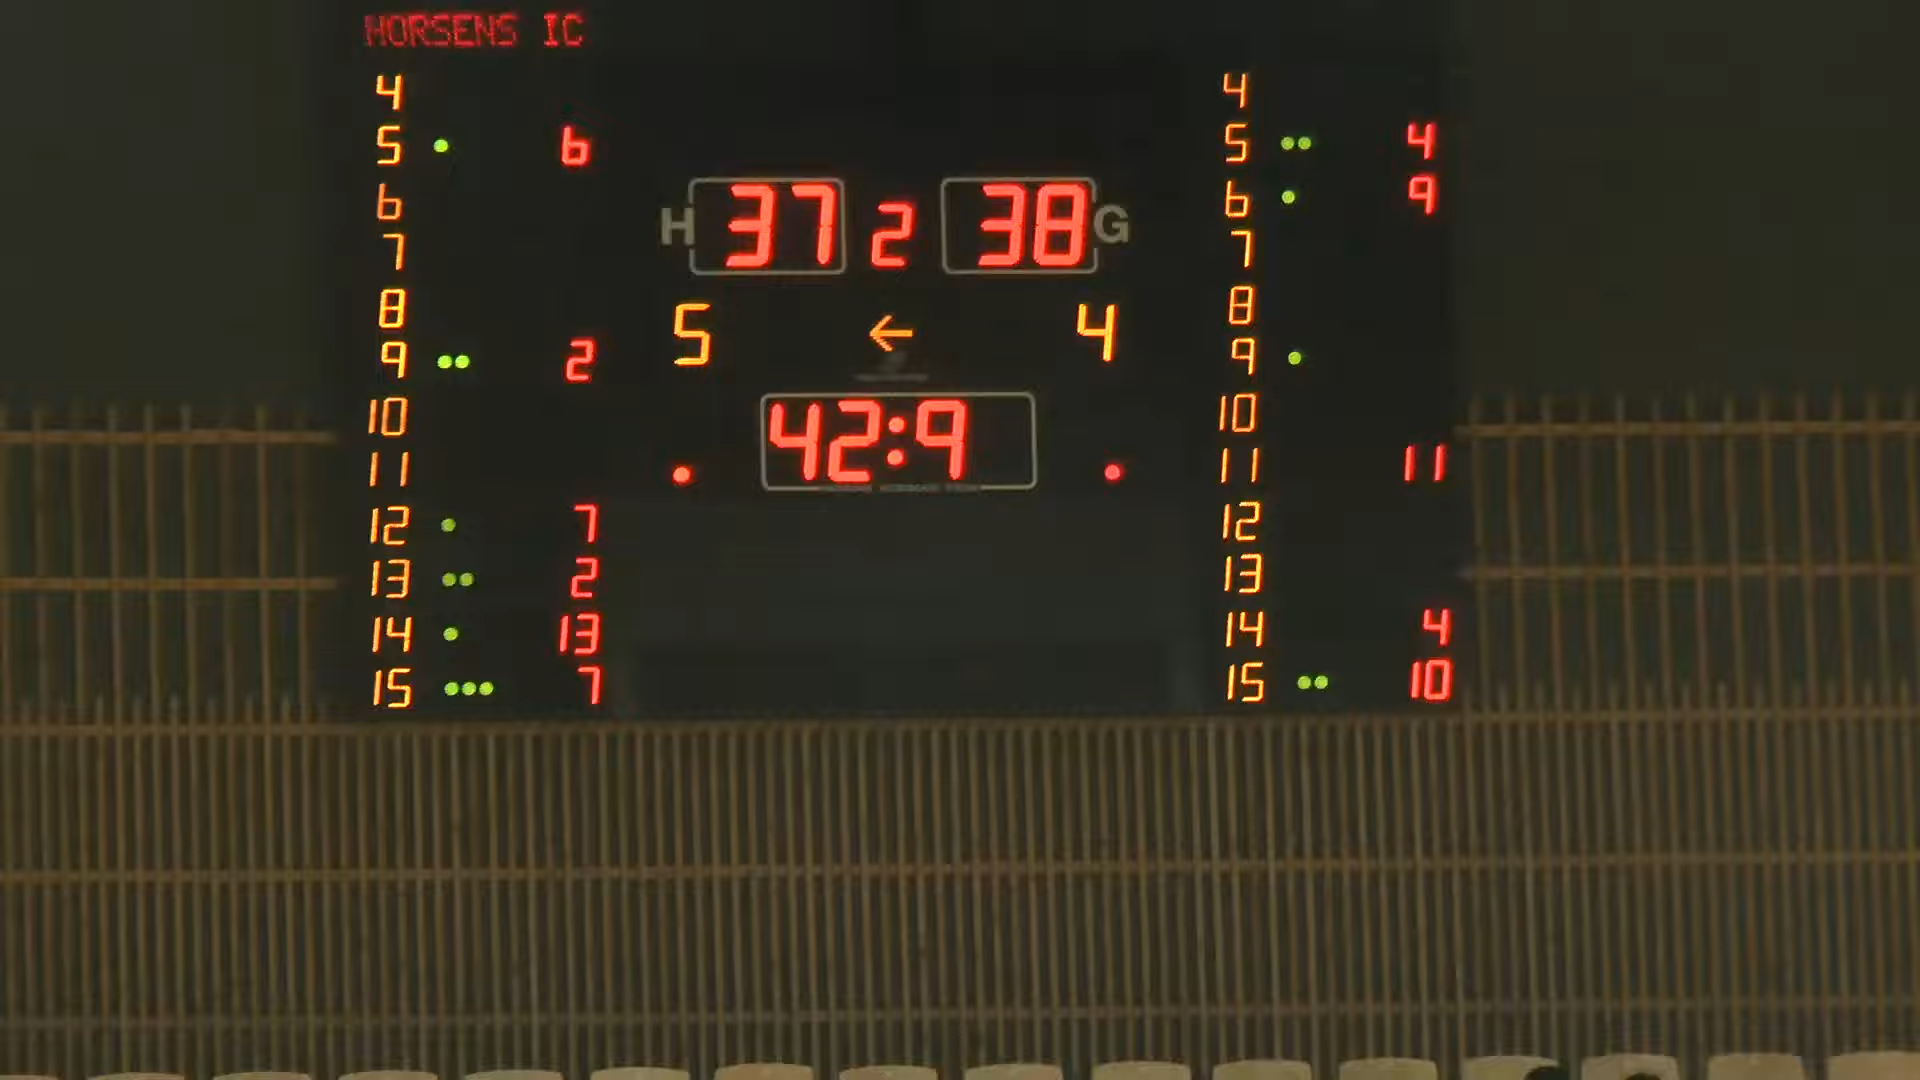 HORSENS IC
4 4
5 6 5 4
6 6 9
H 37 2 38 G
7 7
8 8
5 ← 4
9 2 9
10 10
42:9
11 11 11
12 7 12
13 2 13
14 13 14 4
15 7 15 10